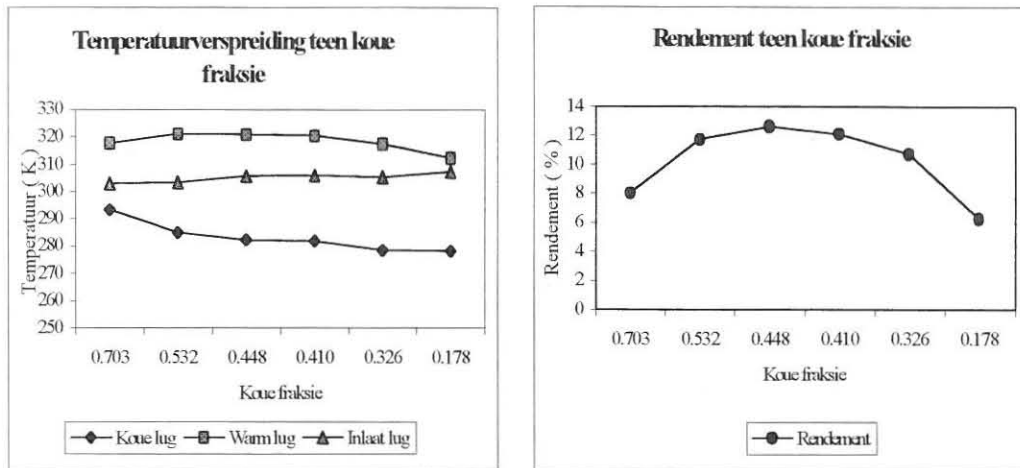 Temperatuurverspreiding teen koue
fraksie
Temperatuur ( K )
330
320
310
300
290
280
270
260
250
0.703 0.532 0.448 0.410 0.326 0.178
Koue fraksie
Koue lug Warm lug Inlaat lug
Rendement teen koue fraksie
Rendement ( % )
14
12
10
8
6
4
2
0
0.703 0.532 0.448 0.410 0.326 0.178
Koue fraksie
Rendement